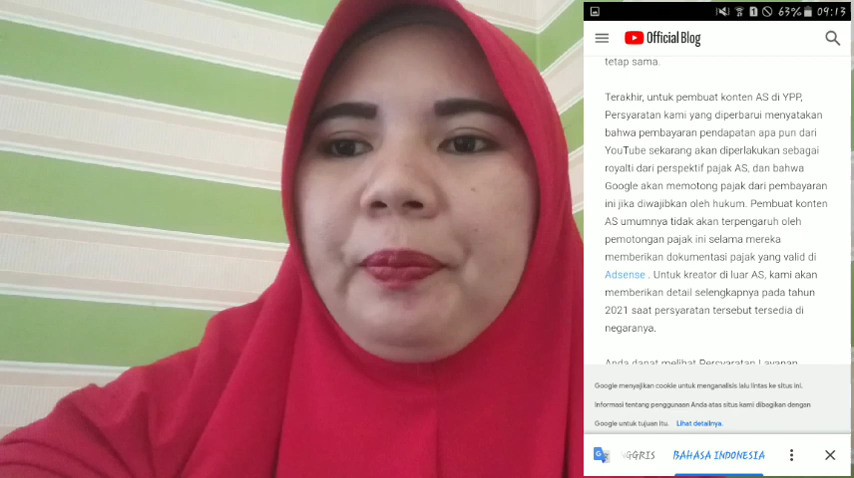 63% 09:13
Official Blog
tetap sama.
Terakhir, untuk pembuat konten AS di YPP,
Persyaratan kami yang diperbarui menyatakan
bahwa pembayaran pendapatan apa pun dari
YouTube sekarang akan diperlakukan sebagai
royalti dari perspektif pajak AS, dan bahwa
Google akan memotong pajak dari pembayaran
ini jika diwajibkan oleh hukum. Pembuat konten
AS umumnya tidak akan terpengaruh oleh
pemotongan pajak ini selama mereka
memberikan dokumentasi pajak yang valid di
Adsense . Untuk kreator di luar AS, kami akan
memberikan detail selengkapnya pada tahun
2021 saat persyaratan tersebut tersedia di
negaranya.
Anda dapat melihat Persyaratan Layanan
Google menyajikan cookie untuk menganalisis lalu lintas ke situs ini.
Informasi tentang penggunaan Anda atas situs kami dibagikan dengan
Google untuk tujuan itu. Lihat detailnya.
GGRIS BAHASA INDONESIA